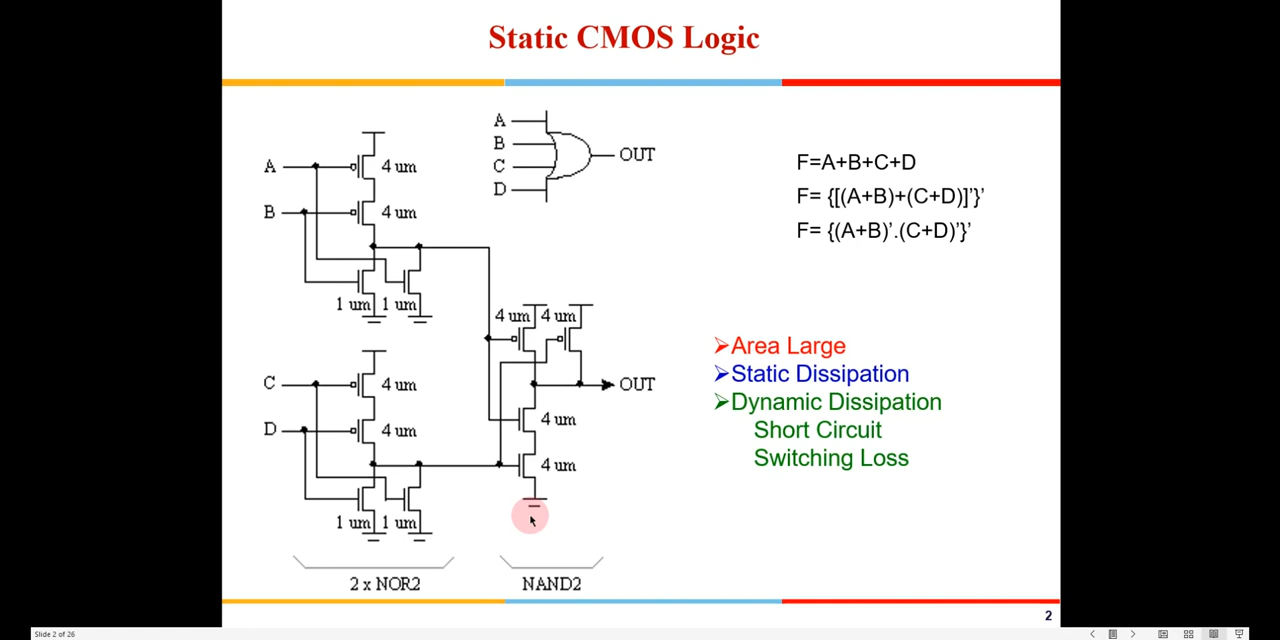 Static CMOS Logic
A
4 um
B
4 um
1 um
1 um
C
4 um
D
4 um
1 um
1 um
2 x NOR2
A
B
C
D
OUT
4 um
4 um
OUT
4 um
4 um
NAND2
F=A+B+C+D
F= {[(A+B)+(C+D)]’}’
F= {(A+B)’.(C+D)’}’
➢Area Large
➢Static Dissipation
➢Dynamic Dissipation
Short Circuit
Switching Loss
2
Slide 2 of 26